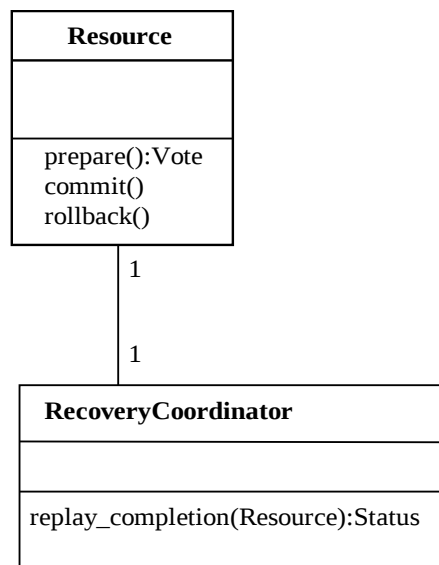 Resource
prepare():Vote
commit()
rollback()
1
1
RecoveryCoordinator
replay_completion(Resource):Status